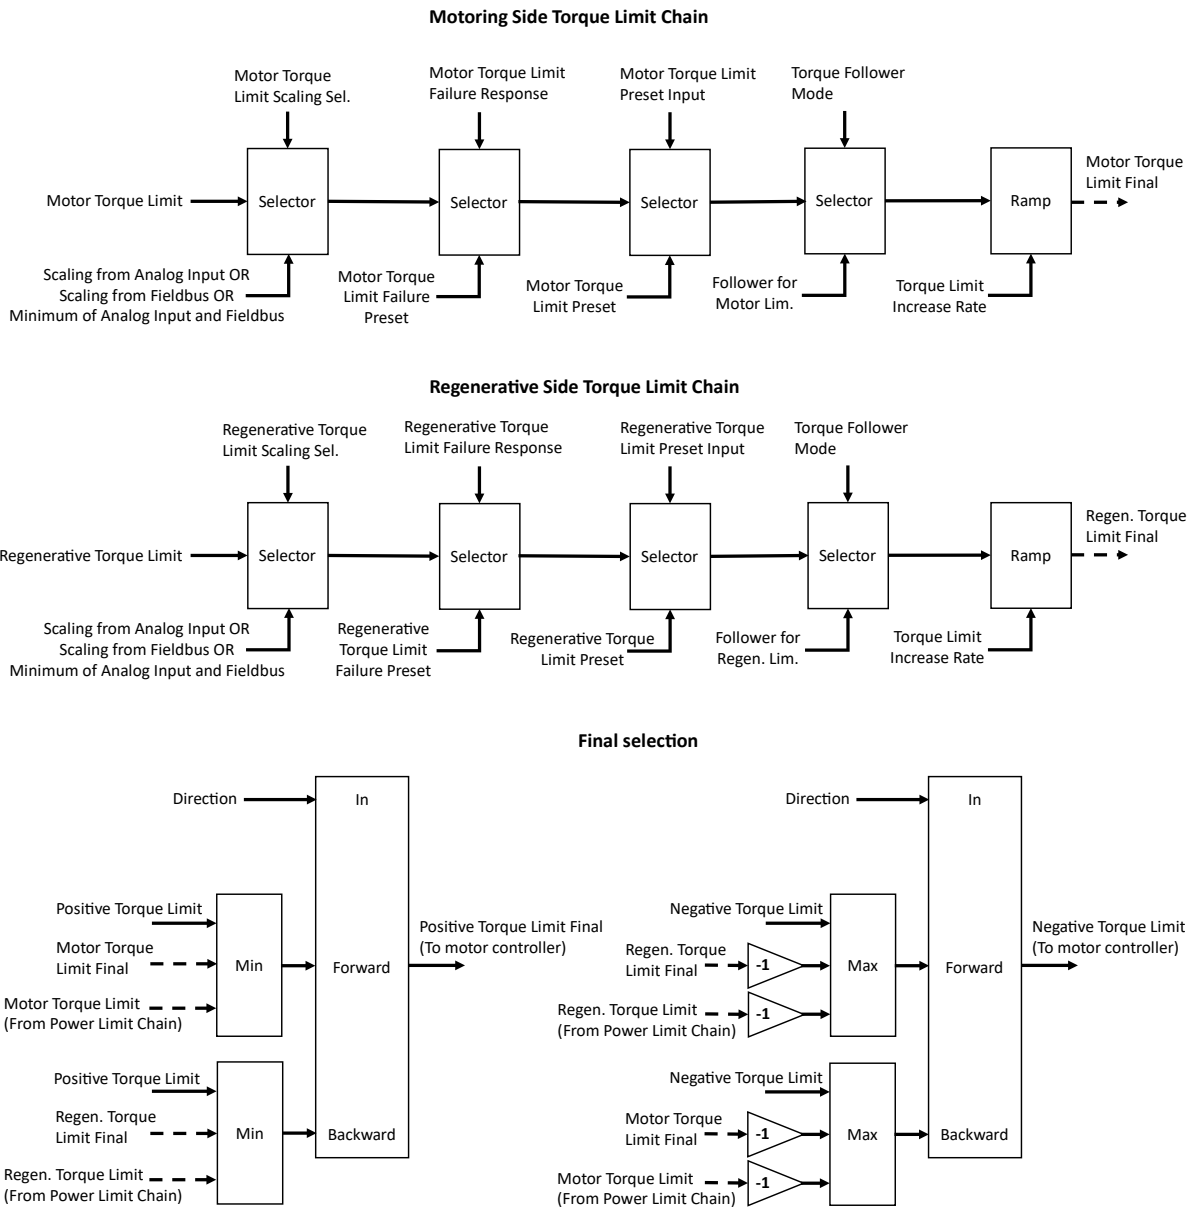 Motoring Side Torque Limit Chain
Motor Torque
Limit Scaling Sel.
Motor Torque Limit
Failure Response
Motor Torque Limit
Preset Input
Torque Follower
Mode
Motor Torque Limit
Selector
Selector
Selector
Selector
Ramp
Motor Torque
Limit Final
Scaling from Analog Input OR
Scaling from Fieldbus OR
Minimum of Analog Input and Fieldbus
Motor Torque
Limit Failure
Preset
Motor Torque
Limit Preset
Follower for
Motor Lim.
Torque Limit
Increase Rate
Regenerative Side Torque Limit Chain
Regenerative Torque
Limit Scaling Sel.
Regenerative Torque
Limit Failure Response
Regenerative Torque
Limit Preset Input
Torque Follower
Mode
Regenerative Torque Limit
Selector
Selector
Selector
Selector
Ramp
Regen. Torque
Limit Final
Scaling from Analog Input OR
Scaling from Fieldbus OR
Minimum of Analog Input and Fieldbus
Regenerative
Torque Limit
Failure Preset
Regenerative Torque
Limit Preset
Follower for
Regen. Lim.
Torque Limit
Increase Rate
Final selection
Direction
In
Positive Torque Limit
Motor Torque
Limit Final
Motor Torque Limit
(From Power Limit Chain)
Min
Forward
Positive Torque Limit Final
(To motor controller)
Positive Torque Limit
Regen. Torque
Limit Final
Regen. Torque Limit
(From Power Limit Chain)
Min
Backward
Direction
In
Negative Torque Limit
Regen. Torque
Limit Final
-1
Regen. Torque Limit
(From Power Limit Chain)
-1
Max
Forward
Negative Torque Limit
(To motor controller)
Negative Torque Limit
Motor Torque
Limit Final
-1
Motor Torque Limit
(From Power Limit Chain)
-1
Max
Backward